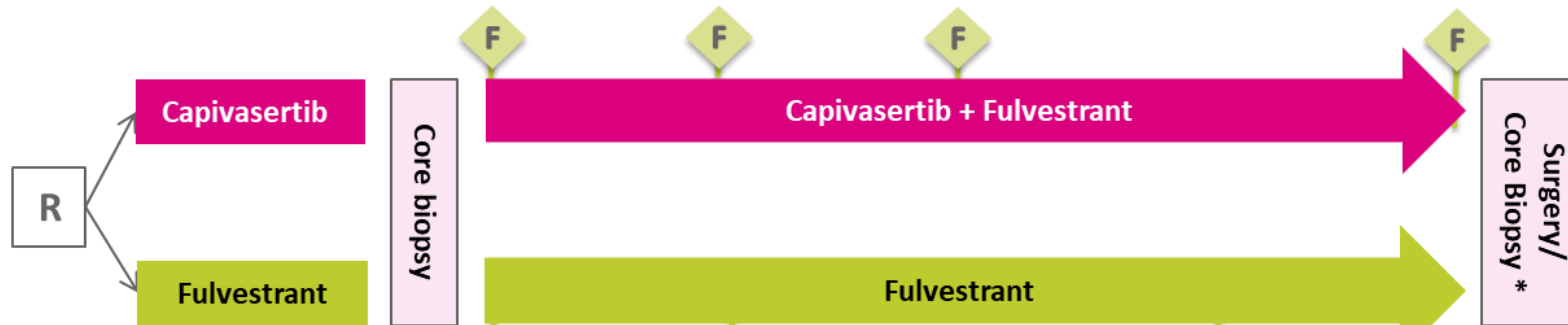 F F F F
Capivasertib
Capivasertib + Fulvestrant
R
Core biopsy
Surgery/
Core Biopsy *
Fulvestrant
Fulvestrant